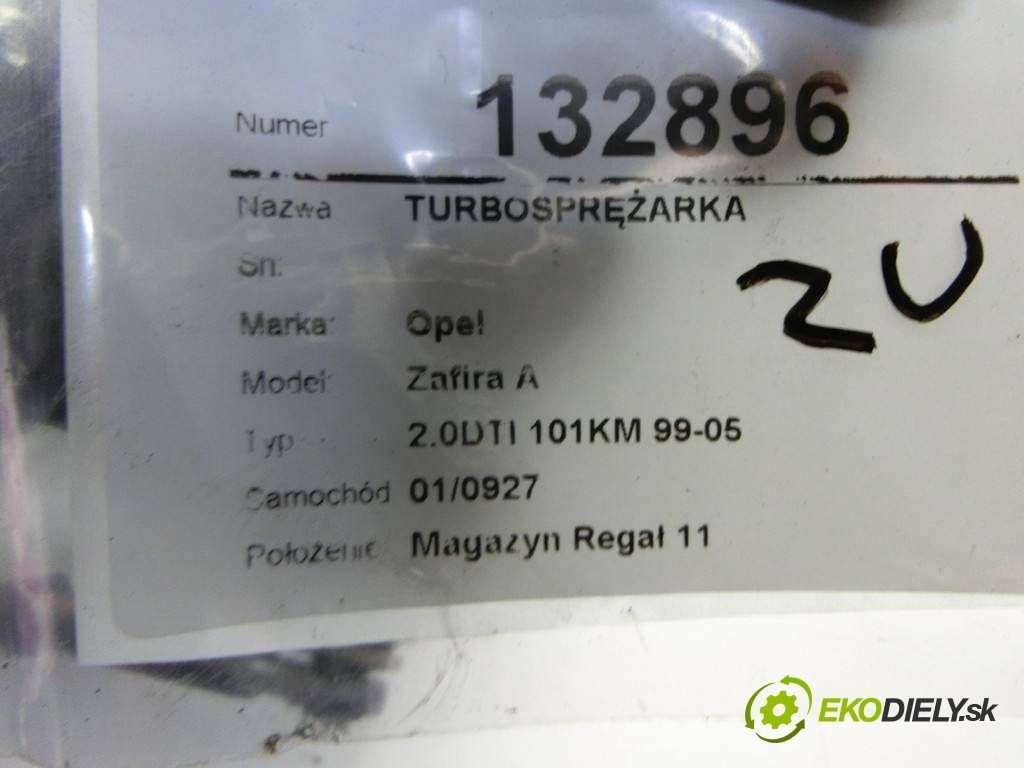 Numer 132896
Nazwa TURBOSPRĘŻARKA
Sn:
Marka: Opel
Model: Zafira A
Typ 2.0DTI 101KM 99-05
Samochód 01/0927
Położenie Magazyn Regał 11
EKODIELY.sk